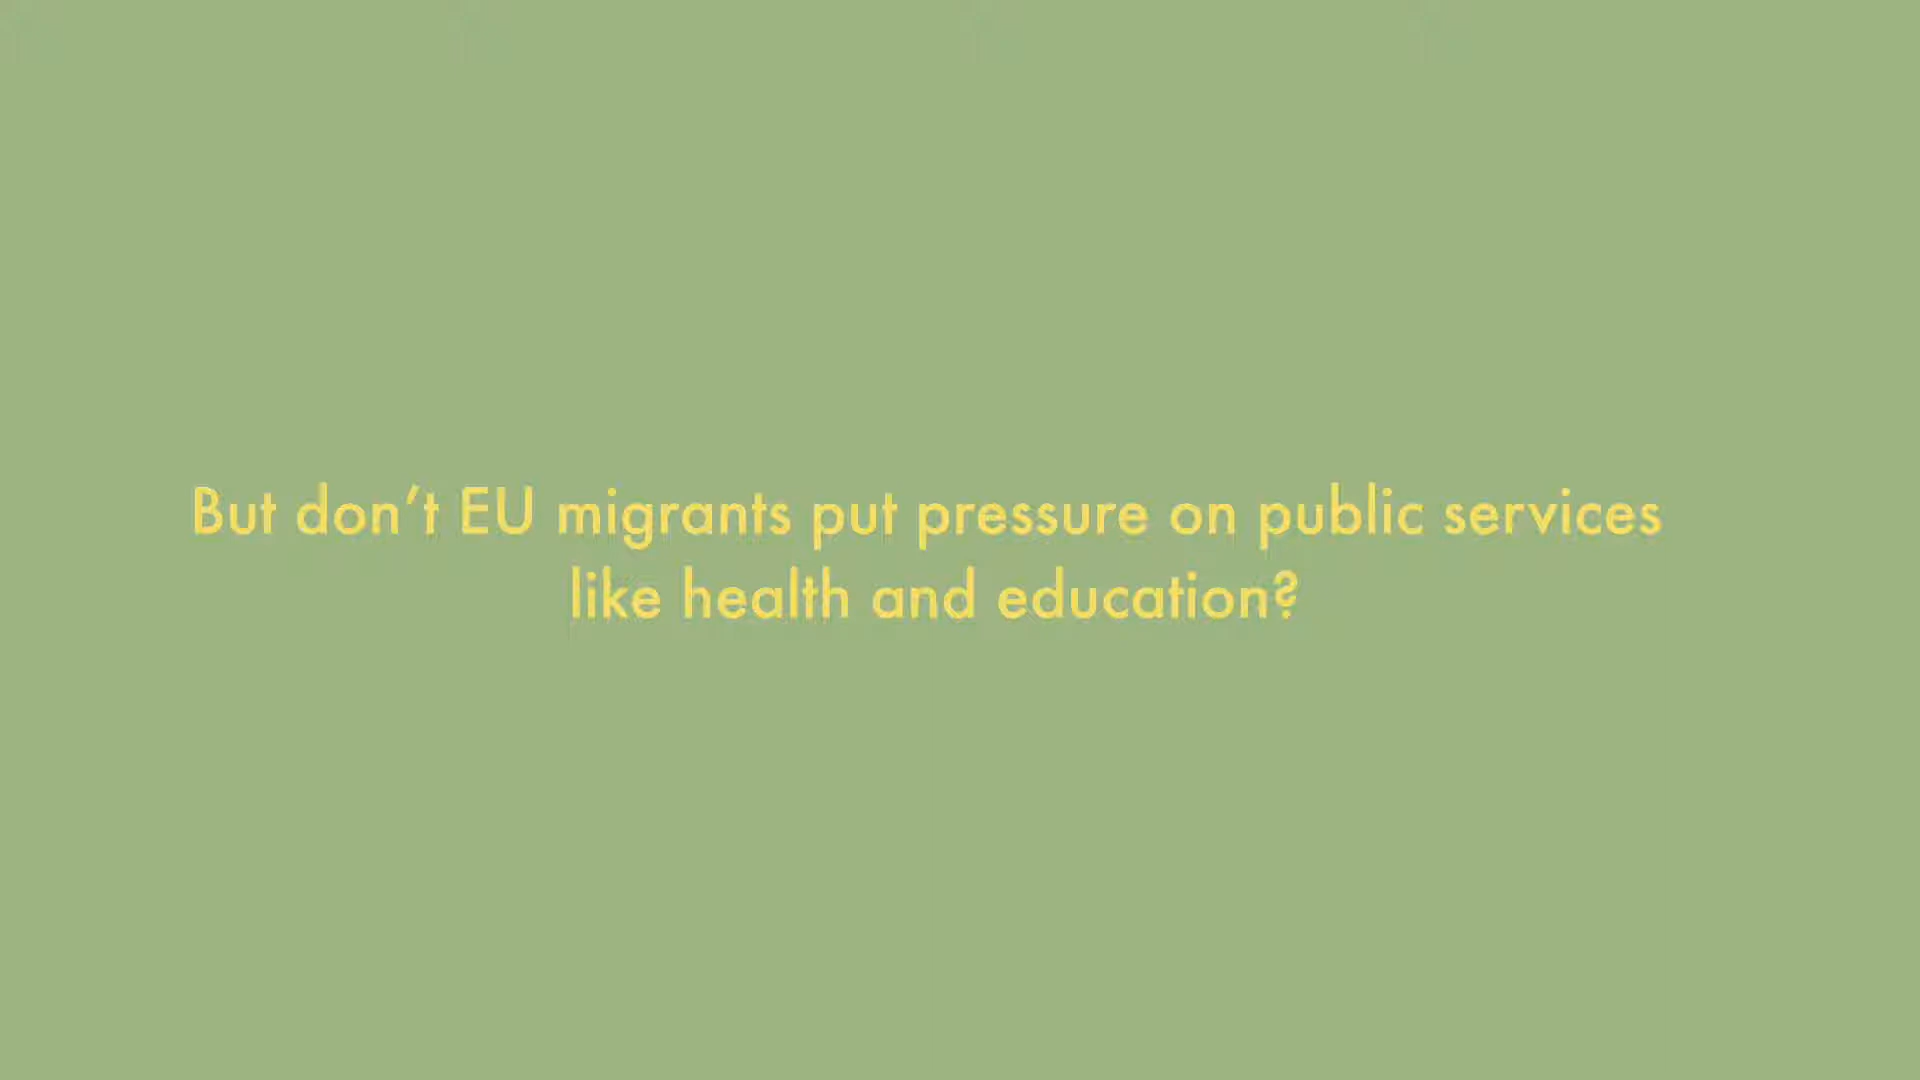 But don’t EU migrants put pressure on public services
like health and education?